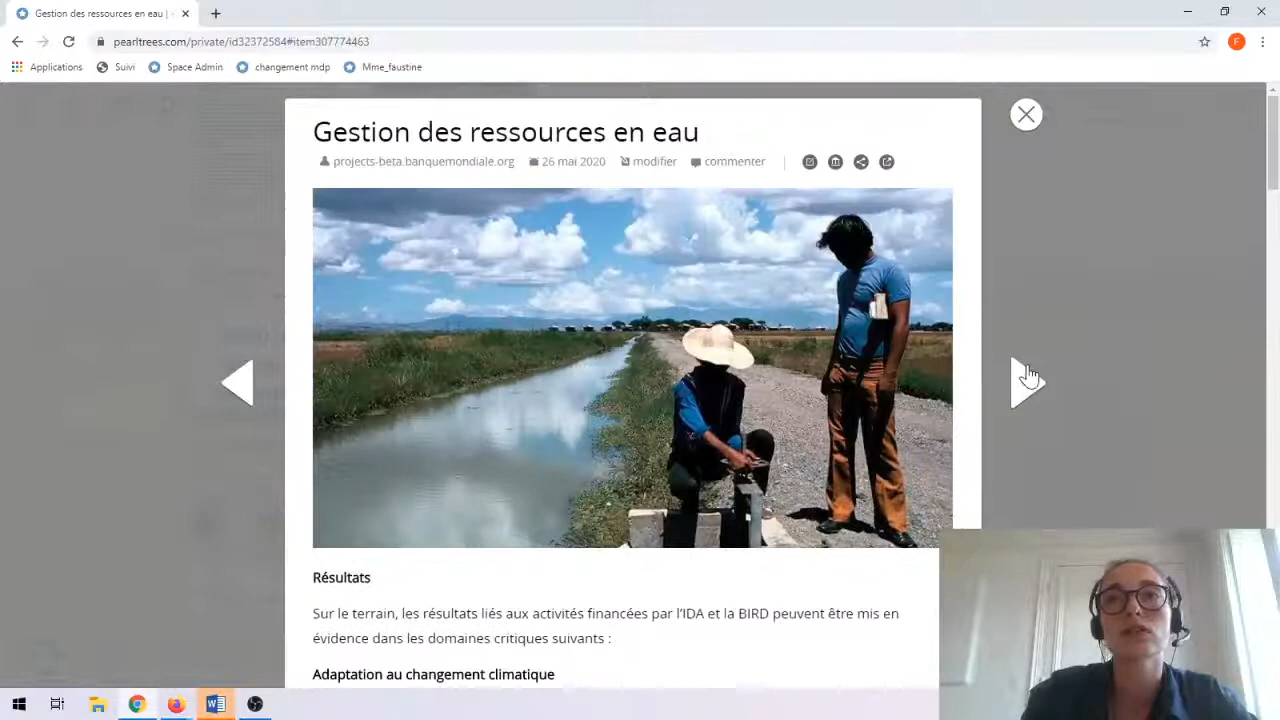 Gestion des ressources en eau |
pearltrees.com/private/id32372584#item307774463
F
Applications
Suivi
Space Admin
changement mdp
Mme_faustine
Gestion des ressources en eau
projects-beta.banquemondiale.org
26 mai 2020
modifier
commenter
Résultats
Sur le terrain, les résultats liés aux activités financées par l'IDA et la BIRD peuvent être mis en
évidence dans les domaines critiques suivants :
Adaptation au changement climatique